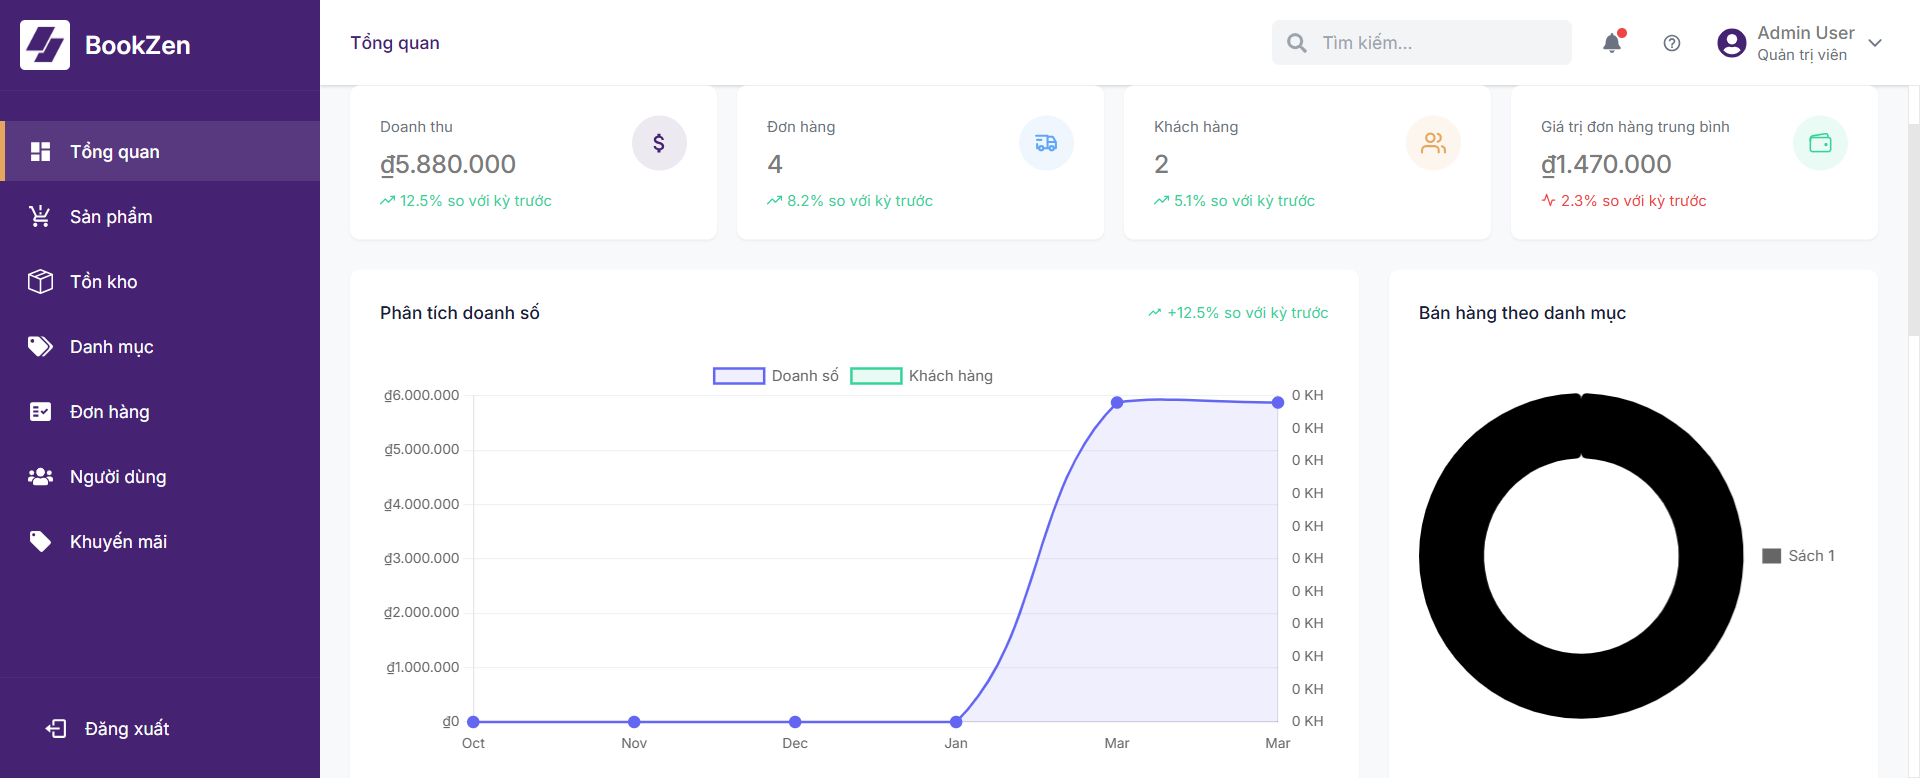 BookZen
Tổng quan
Tìm kiếm...
Admin User
Quản trị viên
Tổng quan
Sản phẩm
Tồn kho
Danh mục
Đơn hàng
Người dùng
Khuyến mãi
Đăng xuất
Doanh thu
₫5.880.000
12.5% so với kỳ trước
Đơn hàng
4
8.2% so với kỳ trước
Khách hàng
2
5.1% so với kỳ trước
Giá trị đơn hàng trung bình
₫1.470.000
2.3% so với kỳ trước
Phân tích doanh số
+12.5% so với kỳ trước
Doanh số
Khách hàng
₫6.000.000
₫5.000.000
₫4.000.000
₫3.000.000
₫2.000.000
₫1.000.000
₫0
0 KH
0 KH
0 KH
0 KH
0 KH
0 KH
0 KH
0 KH
0 KH
0 KH
0 KH
Oct
Nov
Dec
Jan
Mar
Mar
Bán hàng theo danh mục
Sách 1